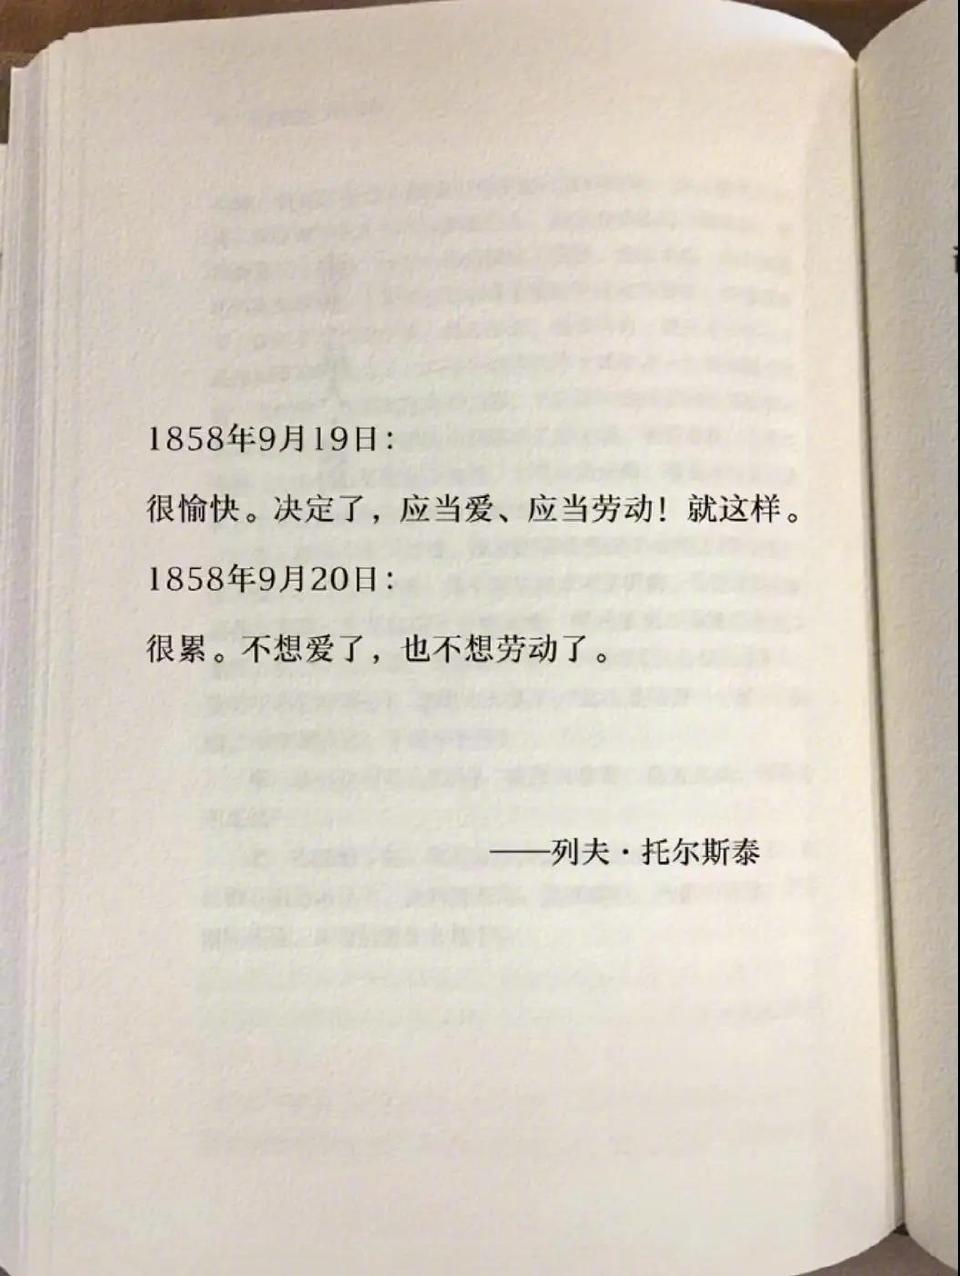 1858年9月19日：
很愉快。决定了，应当爱、应当劳动！就这样。
1858年9月20日：
很累。不想爱了，也不想劳动了。
——列夫·托尔斯泰